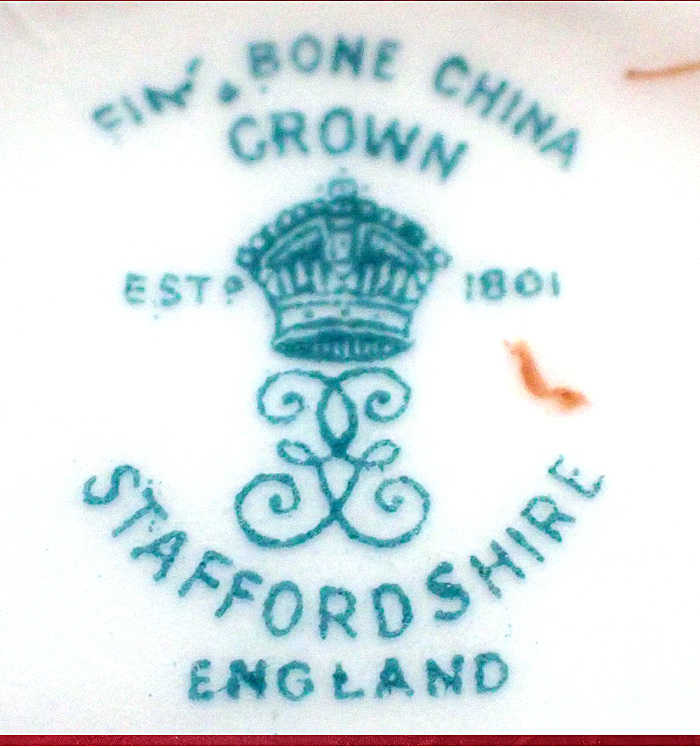 FINE BONE CHINA
CROWN
ESTD 1801
STAFFORDSHIRE
ENGLAND